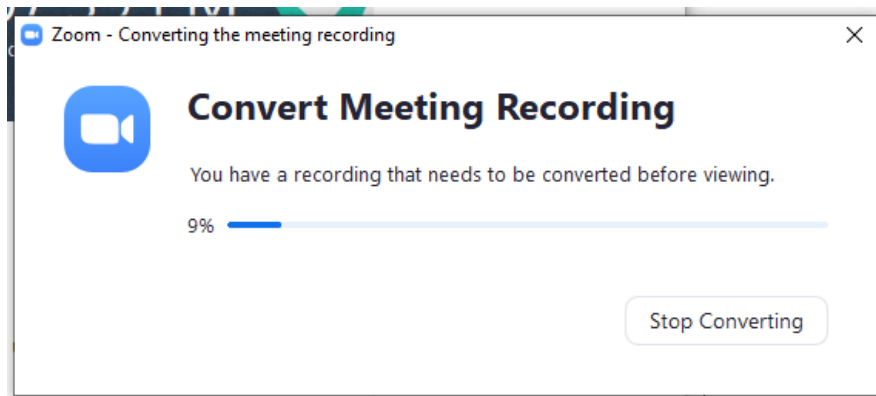 Zoom - Converting the meeting recording
Convert Meeting Recording
You have a recording that needs to be converted before viewing.
9%
Stop Converting